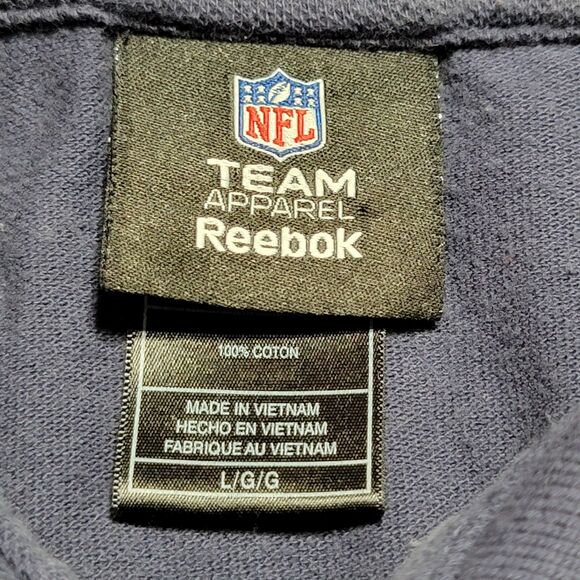 NFL
TEAM
APPAREL
Reebok
100% COTON
MADE IN VIETNAM
HECHO EN VIETNAM
FABRIQUE AU VIETNAM
L/G/G